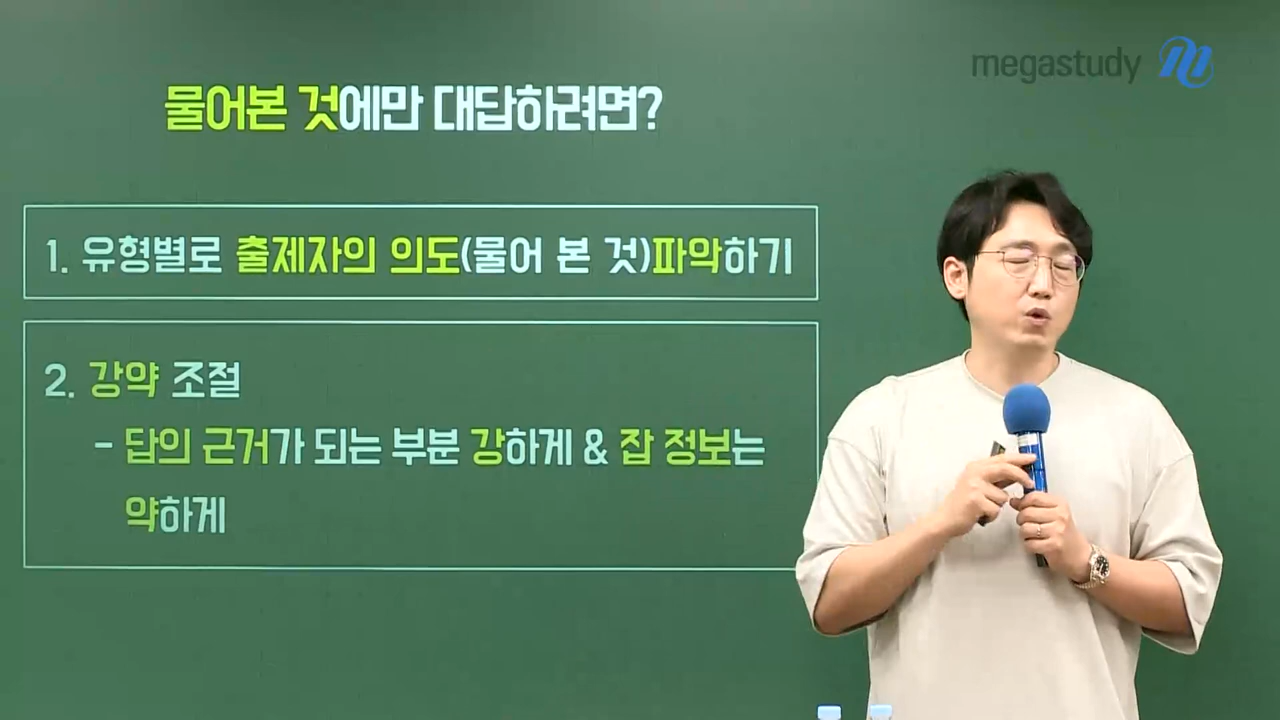 megastudy
물어본 것에만 대답하려면?
1. 유형별로 출제자의 의도(물어 본 것)파악하기
2. 강약 조절
- 답의 근거가 되는 부분 강하게 & 잡 정보는
약하게